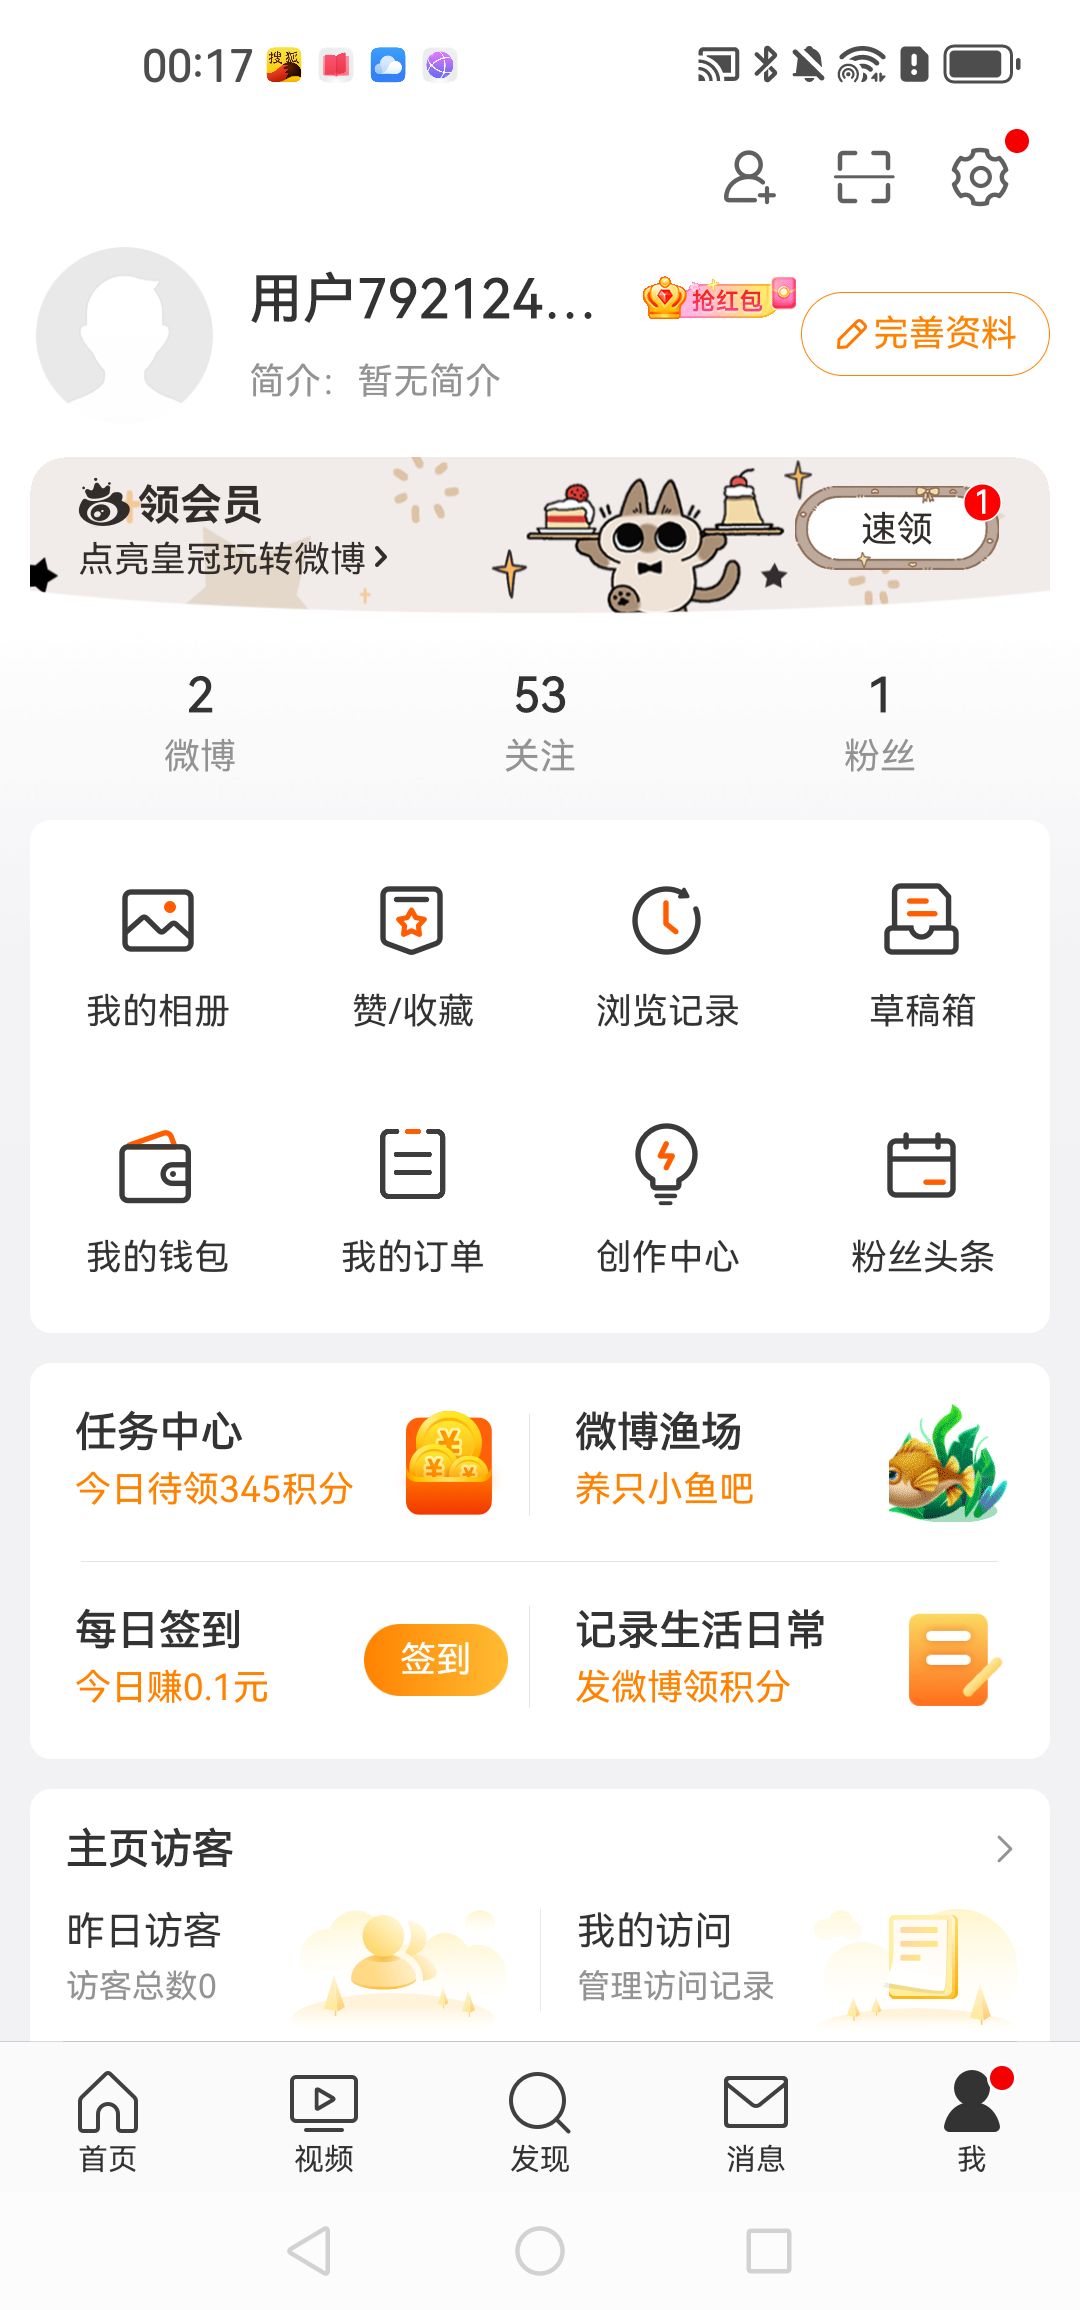 00:17
搜狐
用户792124...
抢红包
完善资料
简介：暂无简介
领会员
点亮皇冠玩转微博
速领
1
2
53
1
微博
关注
粉丝
我的相册
赞/收藏
浏览记录
草稿箱
我的钱包
我的订单
创作中心
粉丝头条
任务中心
今日待领345积分
微博渔场
养只小鱼吧
每日签到
今日赚0.1元
签到
记录生活日常
发微博领积分
主页访客
昨日访客
访客总数0
我的访问
管理访问记录
首页
视频
发现
消息
我